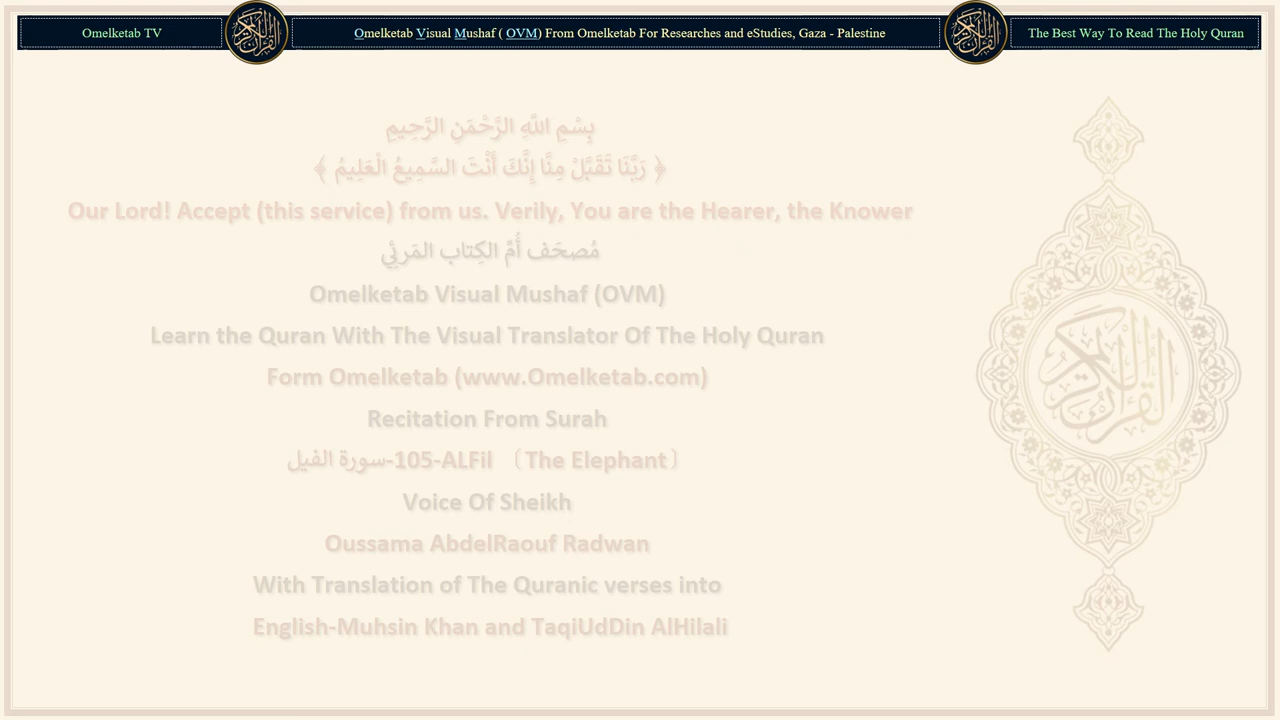 Omelketab TV
Omelketab Visual Mushaf ( OVM) From Omelketab For Researches and eStudies, Gaza - Palestine
The Best Way To Read The Holy Quran
بِسْمِ اللَّهِ الرَّحْمَنِ الرَّحِيمِ
﴿ رَبَّنَا تَقَبَّلْ مِنَّا إِنَّكَ أَنْتَ السَّمِيعُ الْعَلِيمُ ﴾
Our Lord! Accept (this service) from us. Verily, You are the Hearer, the Knower
مُصحَف أُمِّ الكِتاب المَرئِي
Omelketab Visual Mushaf (OVM)
Learn the Quran With The Visual Translator Of The Holy Quran
Form Omelketab (www.Omelketab.com)
Recitation From Surah
سورة الفيل-105-ALFil 〔The Elephant〕
Voice Of Sheikh
Oussama AbdelRaouf Radwan
With Translation of The Quranic verses into
English-Muhsin Khan and TaqiUdDin AlHilali
القرآن الكريم